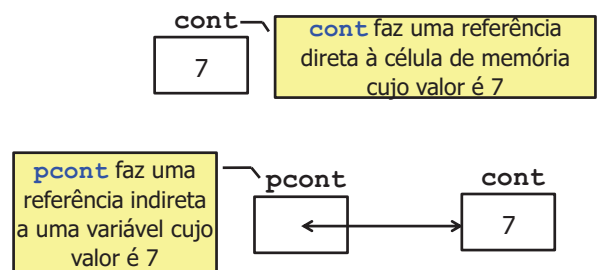 cont
7
cont faz uma referência
direta à célula de memória
cujo valor é 7
pcont faz uma
referência indireta
a uma variável cujo
valor é 7
pcont
cont
7